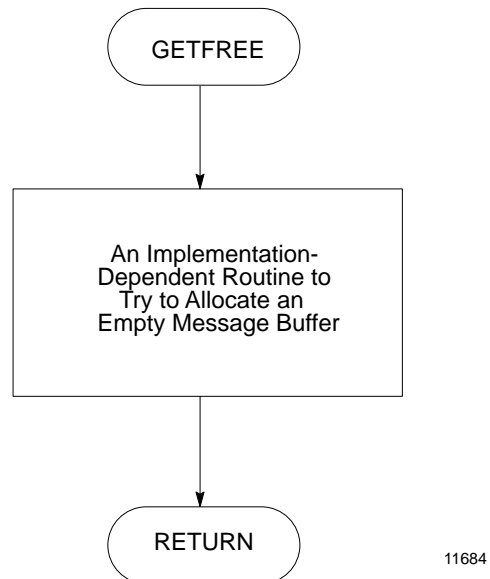 GETFREE
An Implementation-
Dependent Routine to
Try to Allocate an
Empty Message Buffer
RETURN
11684